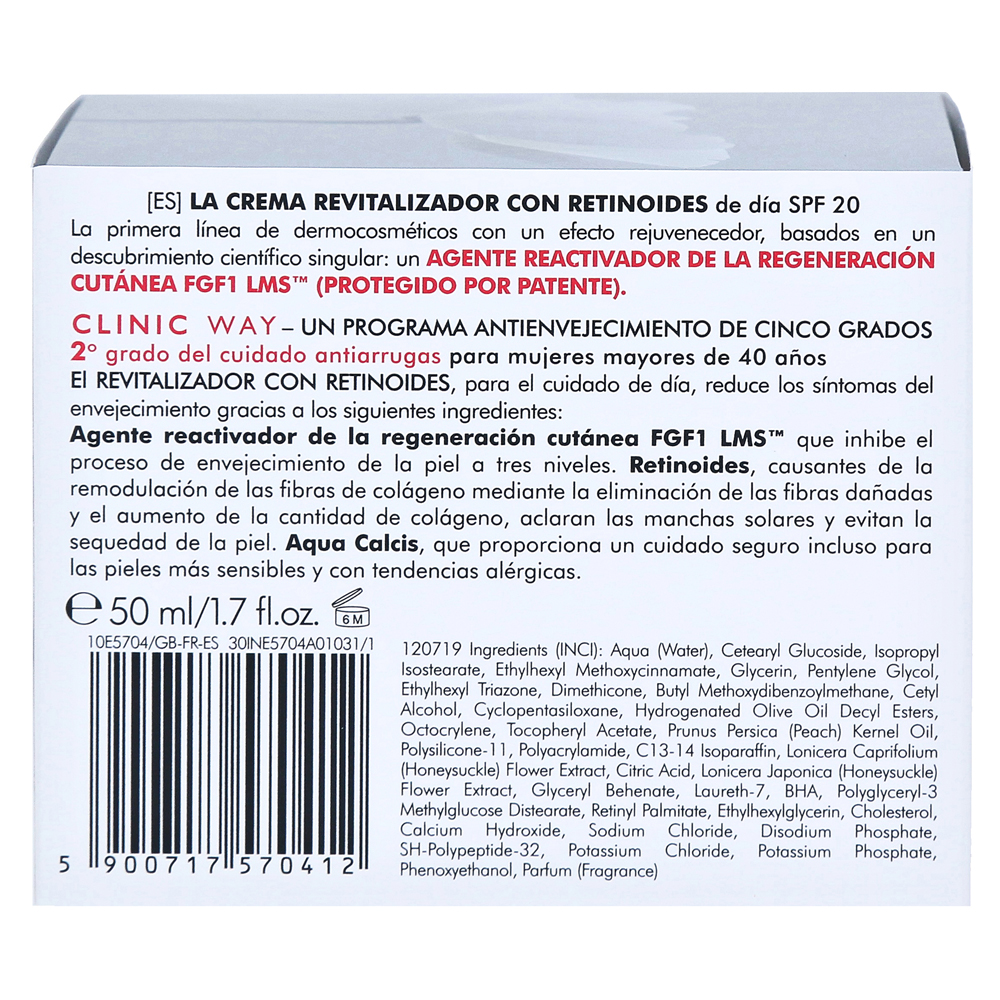 [ES] LA CREMA REVITALIZADOR CON RETINOIDES de día SPF 20
La primera línea de dermocosméticos con un efecto rejuvenecedor, basados en un
descubrimiento científico singular: un AGENTE REACTIVADOR DE LA REGENERACIÓN
CUTÁNEA FGF1 LMS™ (PROTEGIDO POR PATENTE).
CLINIC WAY – UN PROGRAMA ANTIENVEJECIMIENTO DE CINCO GRADOS
2° grado del cuidado antiarrugas para mujeres mayores de 40 años
El REVITALIZADOR CON RETINOIDES, para el cuidado de día, reduce los síntomas del
envejecimiento gracias a los siguientes ingredientes:
Agente reactivador de la regeneración cutánea FGF1 LMS™ que inhibe el
proceso de envejecimiento de la piel a tres niveles. Retinoides, causantes de la
remodulación de las fibras de colágeno mediante la eliminación de las fibras dañadas
y el aumento de la cantidad de colágeno, aclaran las manchas solares y evitan la
sequedad de la piel. Aqua Calcis, que proporciona un cuidado seguro incluso para
las pieles más sensibles y con tendencias alérgicas.
℮ 50 ml/1.7 fl.oz. 6 M
10E5704/GB-FR-ES 30INE5704A01031/1
5 900717 570412
120719 Ingredients (INCI): Aqua (Water), Cetearyl Glucoside, Isopropyl
Isostearate, Ethylhexyl Methoxycinnamate, Glycerin, Pentylene Glycol,
Ethylhexyl Triazone, Dimethicone, Butyl Methoxydibenzoylmethane, Cetyl
Alcohol, Cyclopentasiloxane, Hydrogenated Olive Oil Decyl Esters,
Octocrylene, Tocopheryl Acetate, Prunus Persica (Peach) Kernel Oil,
Polysilicone-11, Polyacrylamide, C13-14 Isoparaffin, Lonicera Caprifolium
(Honeysuckle) Flower Extract, Citric Acid, Lonicera Japonica (Honeysuckle)
Flower Extract, Glyceryl Behenate, Laureth-7, BHA, Polyglyceryl-3
Methylglucose Distearate, Retinyl Palmitate, Ethylhexylglycerin, Cholesterol,
Calcium Hydroxide, Sodium Chloride, Disodium Phosphate,
SH-Polypeptide-32, Potassium Chloride, Potassium Phosphate,
Phenoxyethanol, Parfum (Fragrance)